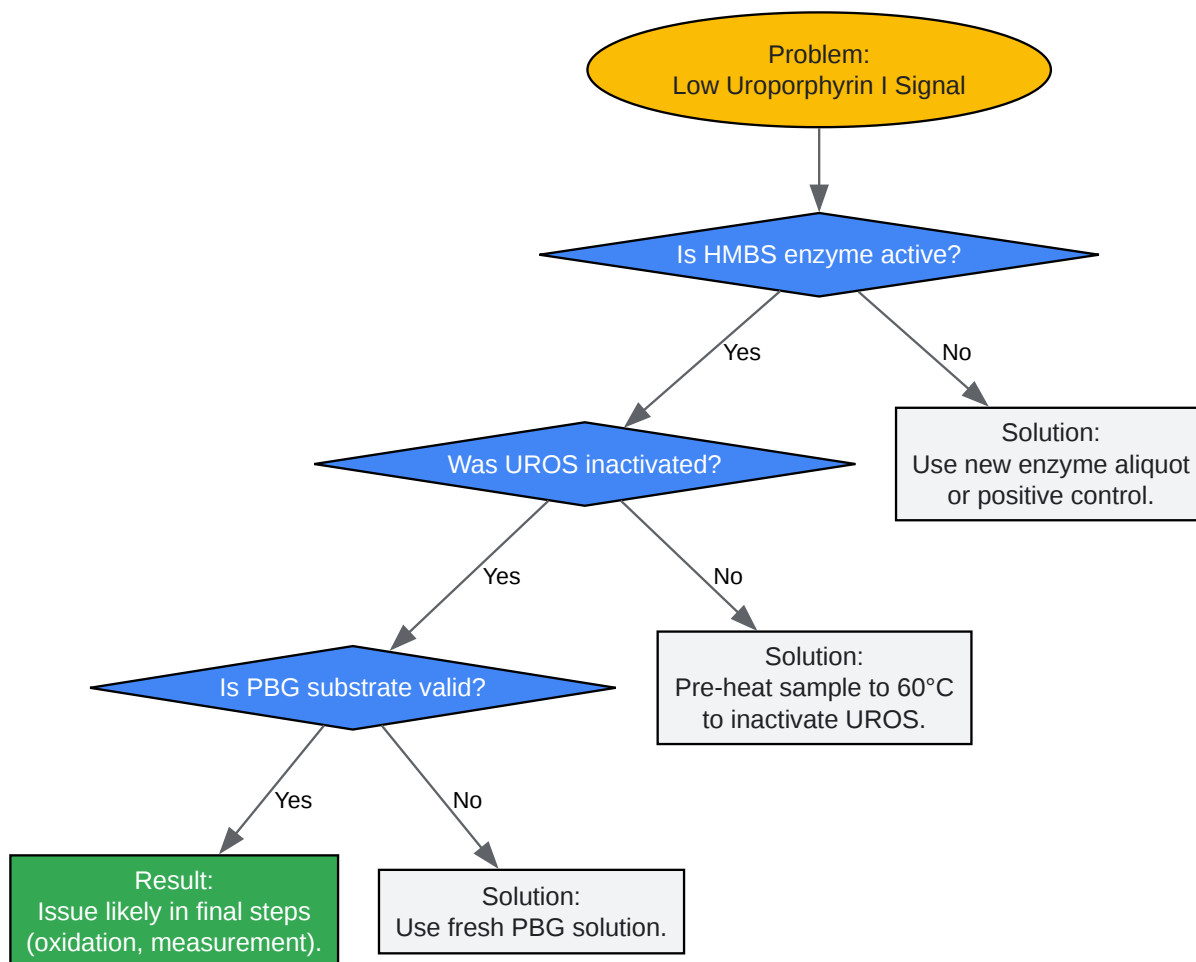 Problem:
Low Uroporphyrin I Signal
Is HMBS enzyme active?
Yes
No
Solution:
Use new enzyme aliquot
or positive control.
Was UROS inactivated?
Yes
No
Solution:
Pre-heat sample to 60°C
to inactivate UROS.
Is PBG substrate valid?
Yes
No
Result:
Issue likely in final steps
(oxidation, measurement).
Solution:
Use fresh PBG solution.